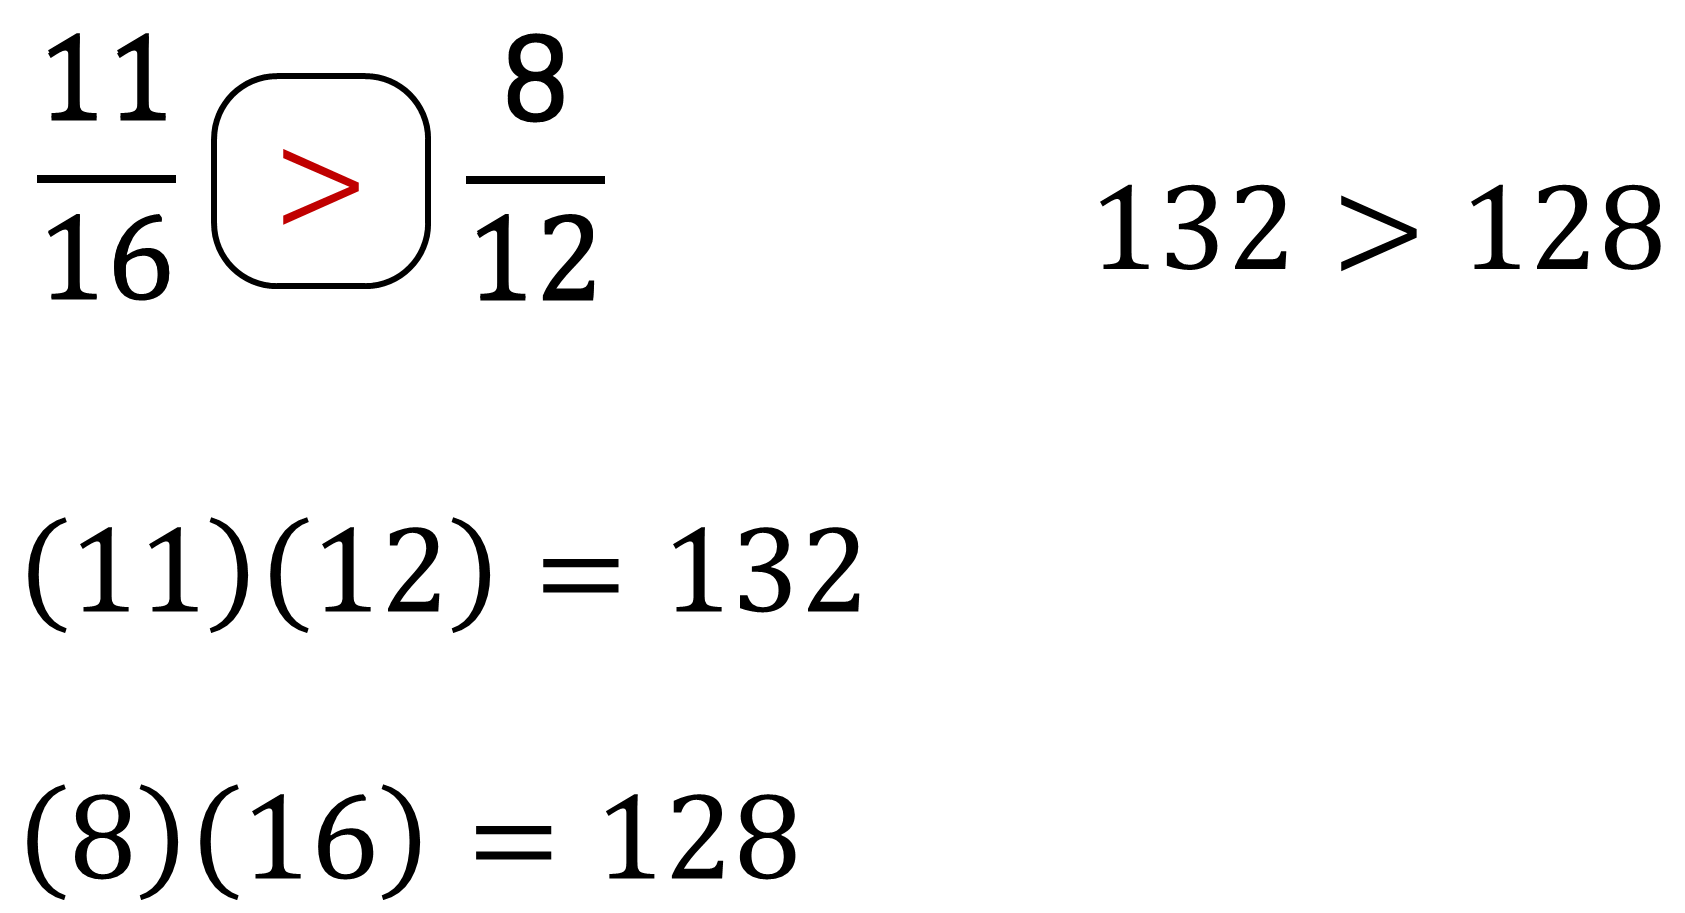 11/16 > 8/12
132 > 128
(11)(12) = 132
(8)(16) = 128